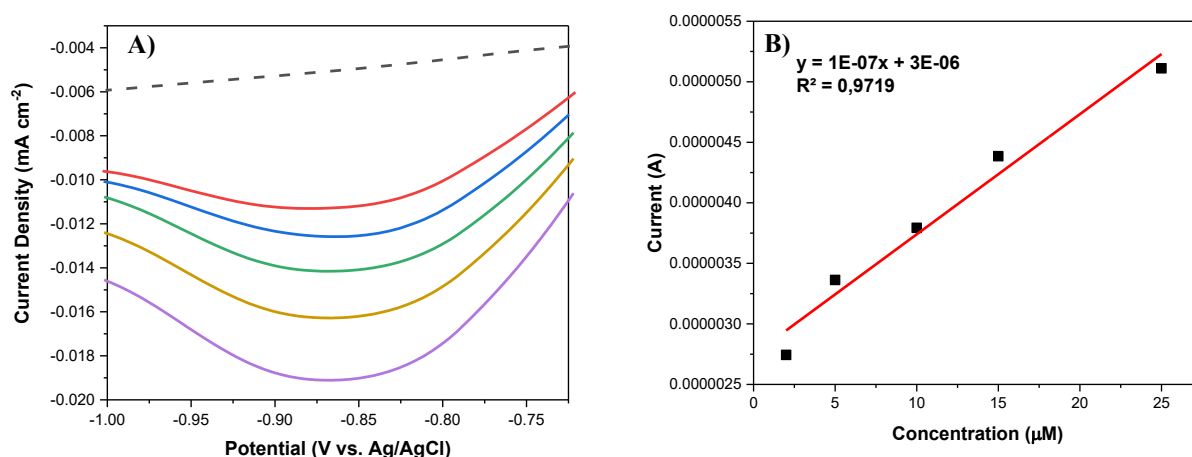 A)
-0.004
-0.006
-0.008
-0.010
-0.012
-0.014
-0.016
-0.018
-0.020
Current Density (mA cm⁻²)
-1.00 -0.95 -0.90 -0.85 -0.80 -0.75
Potential (V vs. Ag/AgCl)
B)
y = 1E-07x + 3E-06
R² = 0,9719
0.0000055
0.0000050
0.0000045
0.0000040
0.0000035
0.0000030
0.0000025
Current (A)
0 5 10 15 20 25
Concentration (μM)